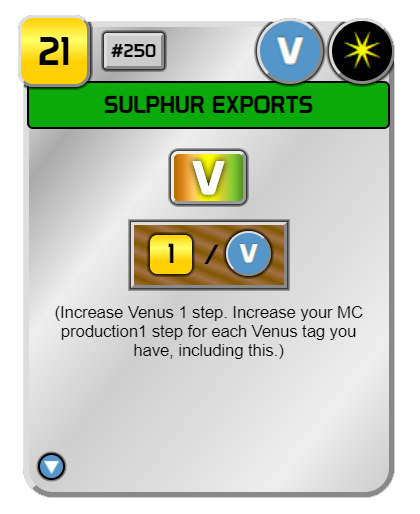 21 #250 V
SULPHUR EXPORTS
V
1 / V
(Increase Venus 1 step. Increase your MC
production1 step for each Venus tag you
have, including this.)